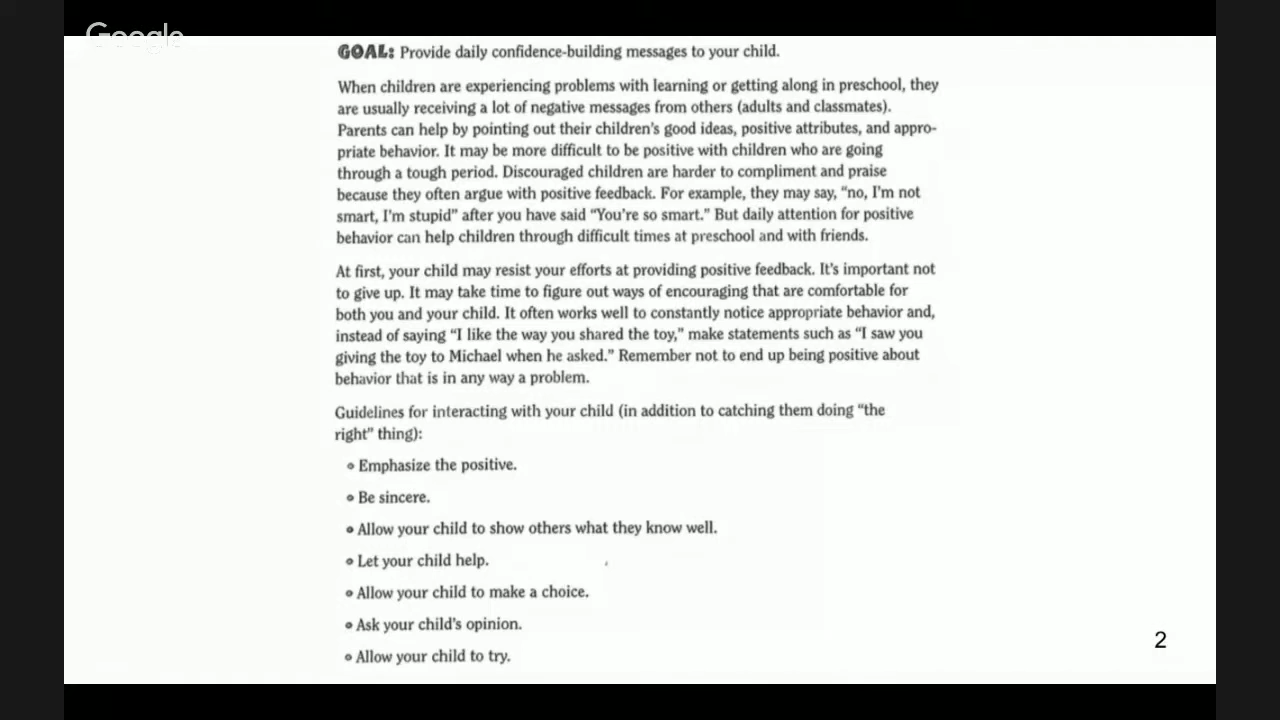 Google
GOAL: Provide daily confidence-building messages to your child.
When children are experiencing problems with learning or getting along in preschool, they
are usually receiving a lot of negative messages from others (adults and classmates).
Parents can help by pointing out their children's good ideas, positive attributes, and appro-
priate behavior. It may be more difficult to be positive with children who are going
through a tough period. Discouraged children are harder to compliment and praise
because they often argue with positive feedback. For example, they may say, “no, I'm not
smart, I'm stupid” after you have said “You're so smart.” But daily attention for positive
behavior can help children through difficult times at preschool and with friends.
At first, your child may resist your efforts at providing positive feedback. It's important not
to give up. It may take time to figure out ways of encouraging that are comfortable for
both you and your child. It often works well to constantly notice appropriate behavior and,
instead of saying “I like the way you shared the toy,” make statements such as “I saw you
giving the toy to Michael when he asked.” Remember not to end up being positive about
behavior that is in any way a problem.
Guidelines for interacting with your child (in addition to catching them doing “the
right” thing):
• Emphasize the positive.
• Be sincere.
• Allow your child to show others what they know well.
• Let your child help.
• Allow your child to make a choice.
• Ask your child's opinion.
• Allow your child to try.
2